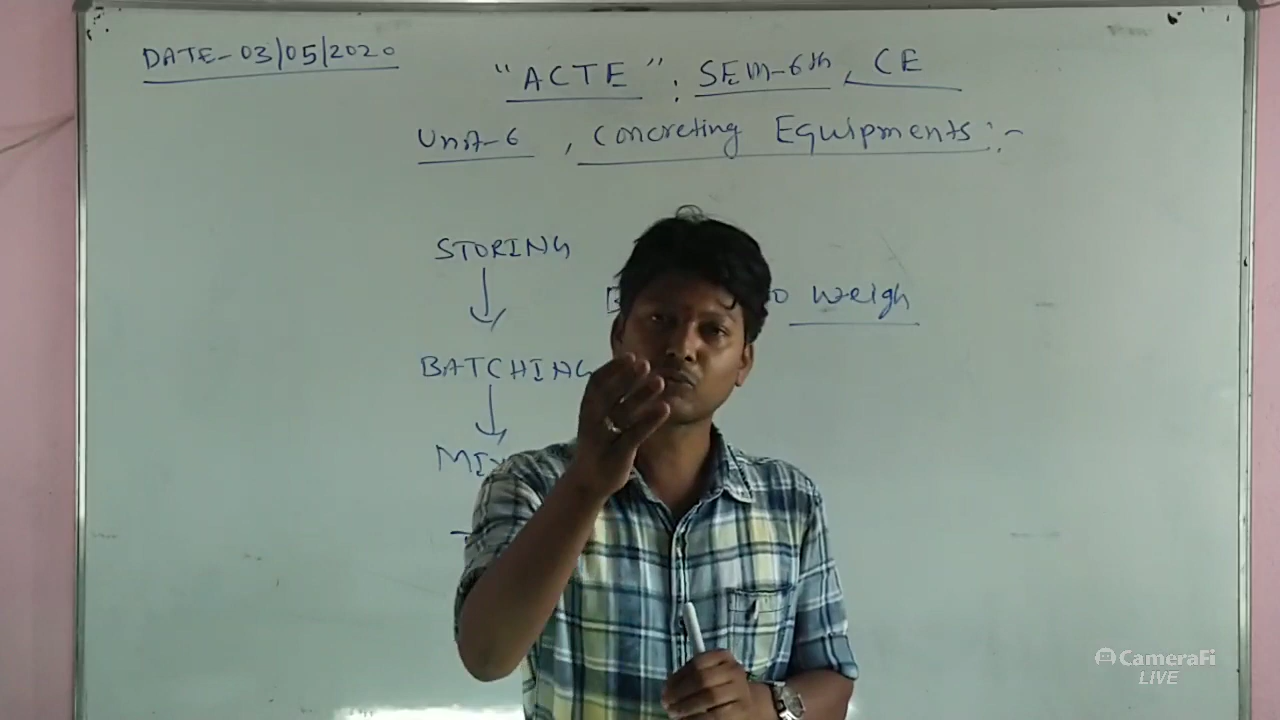 DATE-03/05/2020
"ACTE", SEM-6th, CE
Unit-6, Concreting Equipments:-
STORING
weigh
BATCHING
CameraFi
LIVE